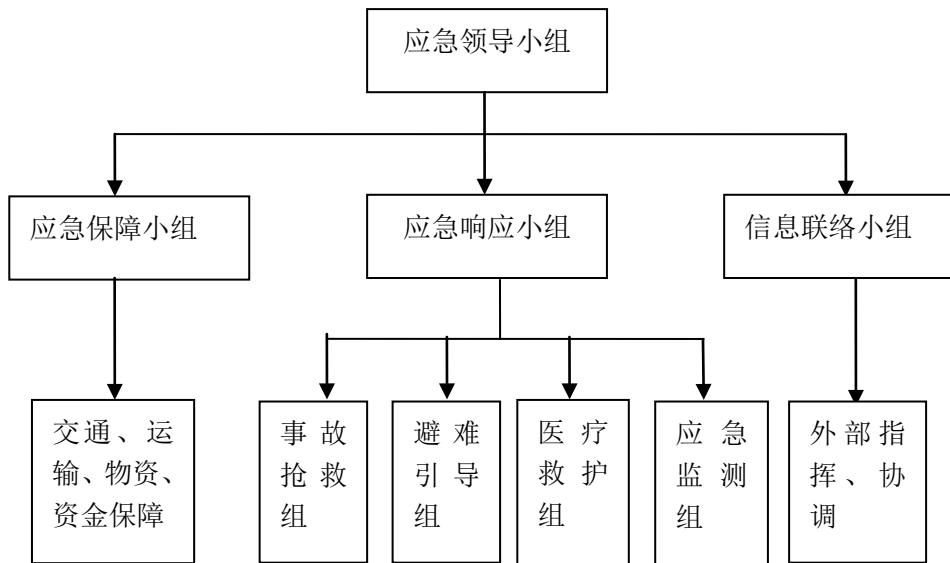 应急领导小组
应急保障小组
应急响应小组
信息联络小组
交通、运
输、物资、
资金保障
事故
抢救
组
避难
引导
组
医疗
救护
组
应急
监测
组
外部指
挥、协
调